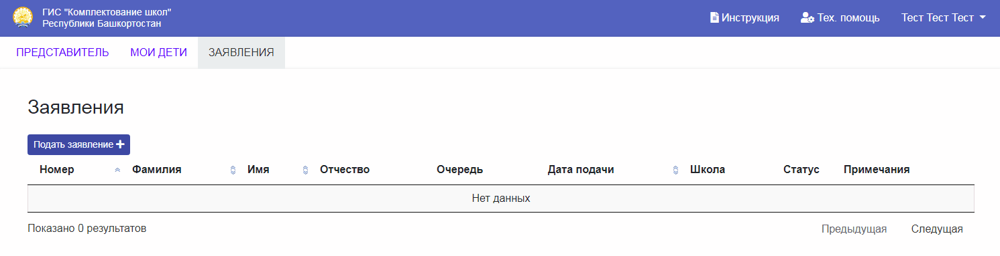 ГИС "Комплектование школ"
Республики Башкортостан
Инструкция
Тех. помощь
Тест Тест Тест
ПРЕДСТАВИТЕЛЬ МОИ ДЕТИ ЗАЯВЛЕНИЯ
Заявления
Подать заявление
Номер Фамилия Имя Отчество Очередь Дата подачи Школа Статус Примечания
Нет данных
Показано 0 результатов
Предыдущая Следущая